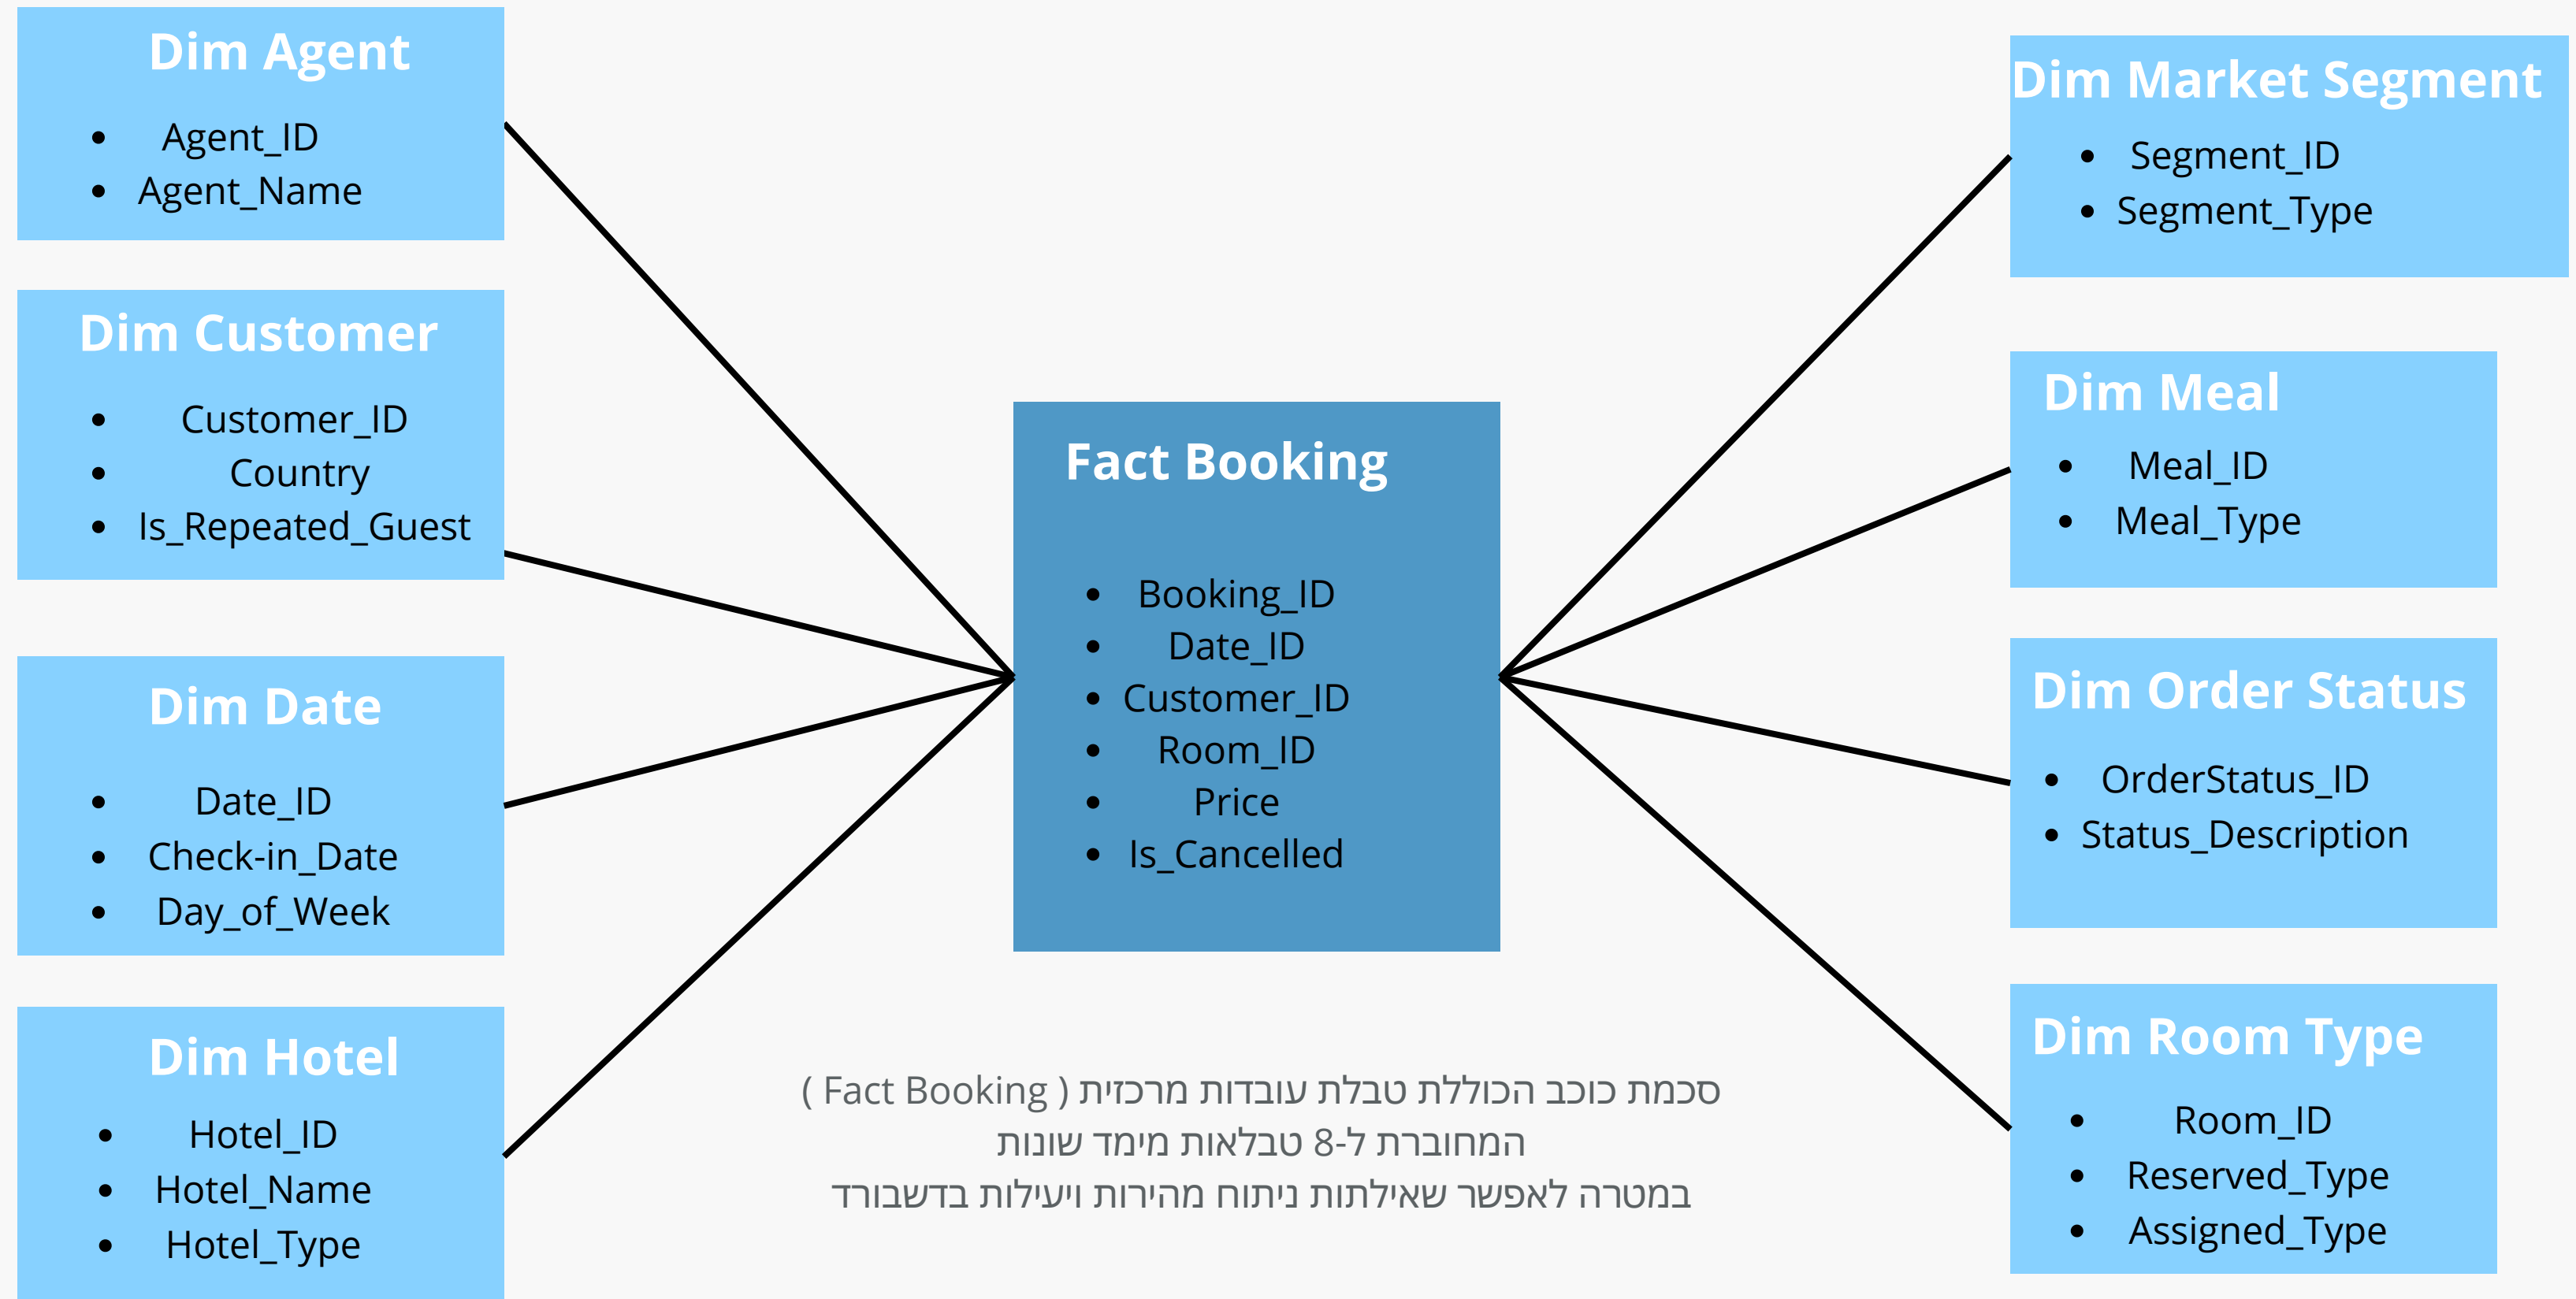 Dim Agent
Agent_ID
Agent_Name
Dim Customer
Customer_ID
Country
Is_Repeated_Guest
Dim Date
Date_ID
Check-in_Date
Day_of_Week
Dim Hotel
Hotel_ID
Hotel_Name
Hotel_Type
Fact Booking
Booking_ID
Date_ID
Customer_ID
Room_ID
Price
Is_Cancelled
סכמת כוכב הכוללת טבלת עובדות מרכזית ( Fact Booking )
המחוברת ל-8 טבלאות מימד שונות
במטרה לאפשר שאילתות ניתוח מהירות ויעילות בדשבורד
Dim Market Segment
Segment_ID
Segment_Type
Dim Meal
Meal_ID
Meal_Type
Dim Order Status
OrderStatus_ID
Status_Description
Dim Room Type
Room_ID
Reserved_Type
Assigned_Type